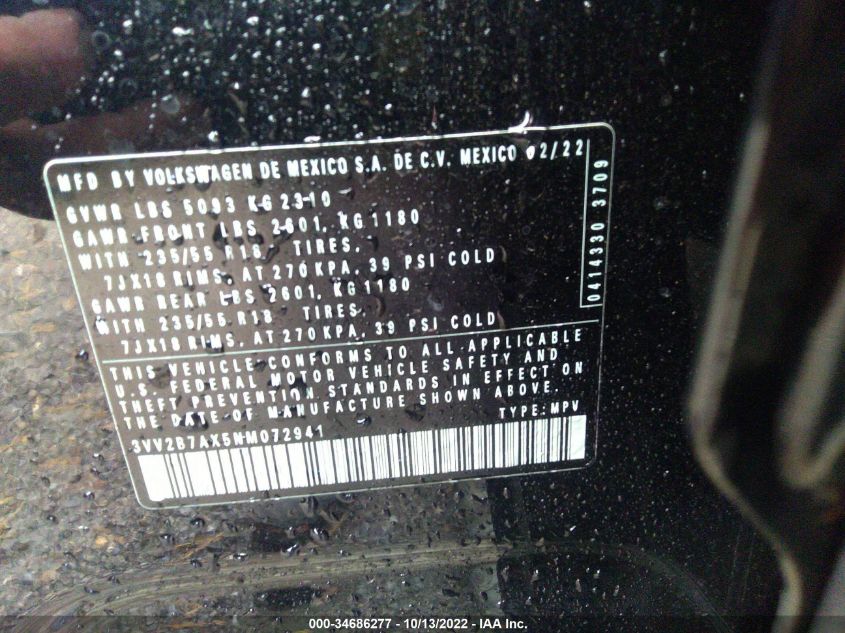 MFD BY VOLKSWAGEN DE MEXICO S.A. DE C.V. MEXICO 02/22
GVWR LBS 5093 KG 2310
GAWR FRONT LBS 2601, KG 1180
WITH 235/55 R18 TIRES,
7JX18 RIMS, AT 270 KPA, 39 PSI COLD
GAWR REAR LBS 2601, KG 1180
WITH 235/55 R18 TIRES,
7JX18 RIMS, AT 270 KPA, 39 PSI COLD
0414330 3709
THIS VEHICLE CONFORMS TO ALL APPLICABLE
U.S. FEDERAL MOTOR VEHICLE SAFETY AND
THEFT PREVENTION STANDARDS IN EFFECT ON
THE DATE OF MANUFACTURE SHOWN ABOVE.
3VV2B7AX5NM072941 TYPE: MPV
000-34686277 - 10/13/2022 - IAA Inc.